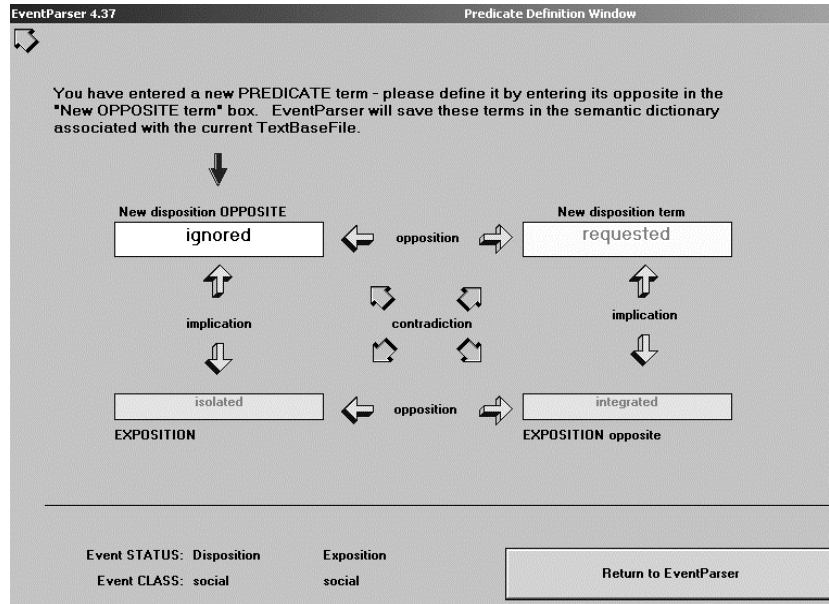 EventParser 4.37 Predicate Definition Window
You have entered a new PREDICATE term - please define it by entering its opposite in the
"New OPPOSITE term" box. EventParser will save these terms in the semantic dictionary
associated with the current TextBaseFile.
New disposition OPPOSITE New disposition term
ignored opposition requested
implication contradiction implication
isolated opposition integrated
EXPOSITION EXPOSITION opposite
Event STATUS: Disposition Exposition
Event CLASS: social social
Return to EventParser